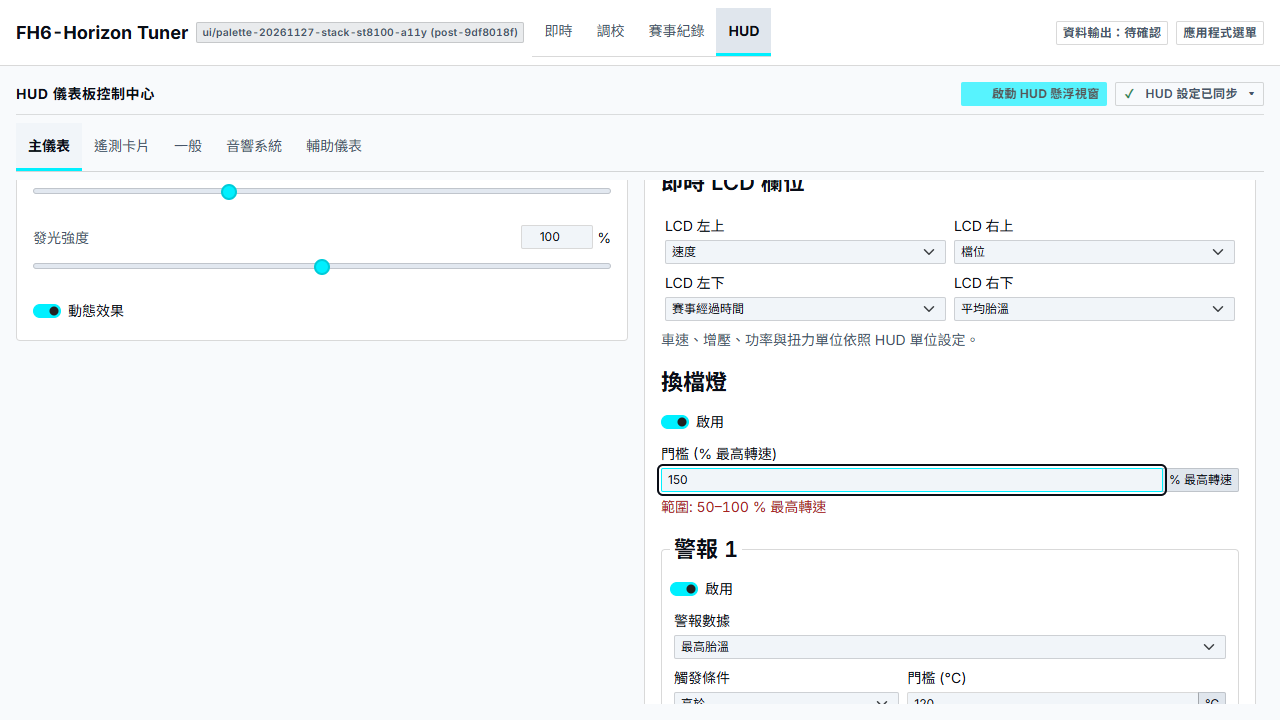 FH6-Horizon Tuner
ui/palette-20261127-stack-st8100-a11y (post-9df8018f)
即時
調校
賽事紀錄
HUD
資料輸出：待確認
應用程式選單
HUD 儀表板控制中心
啟動 HUD 懸浮視窗
✓ HUD 設定已同步
主儀表
遙測卡片
一般
音響系統
輔助儀表
發光強度
100
%
動態效果
即時 LCD 欄位
LCD 左上
LCD 右上
速度
檔位
LCD 左下
LCD 右下
賽事經過時間
平均胎溫
車速、增壓、功率與扭力單位依照 HUD 單位設定。
換檔燈
啟用
門檻 (% 最高轉速)
150
% 最高轉速
範圍: 50–100 % 最高轉速
警報 1
啟用
警報數據
最高胎溫
觸發條件
門檻 (°C)
高於
120
°C